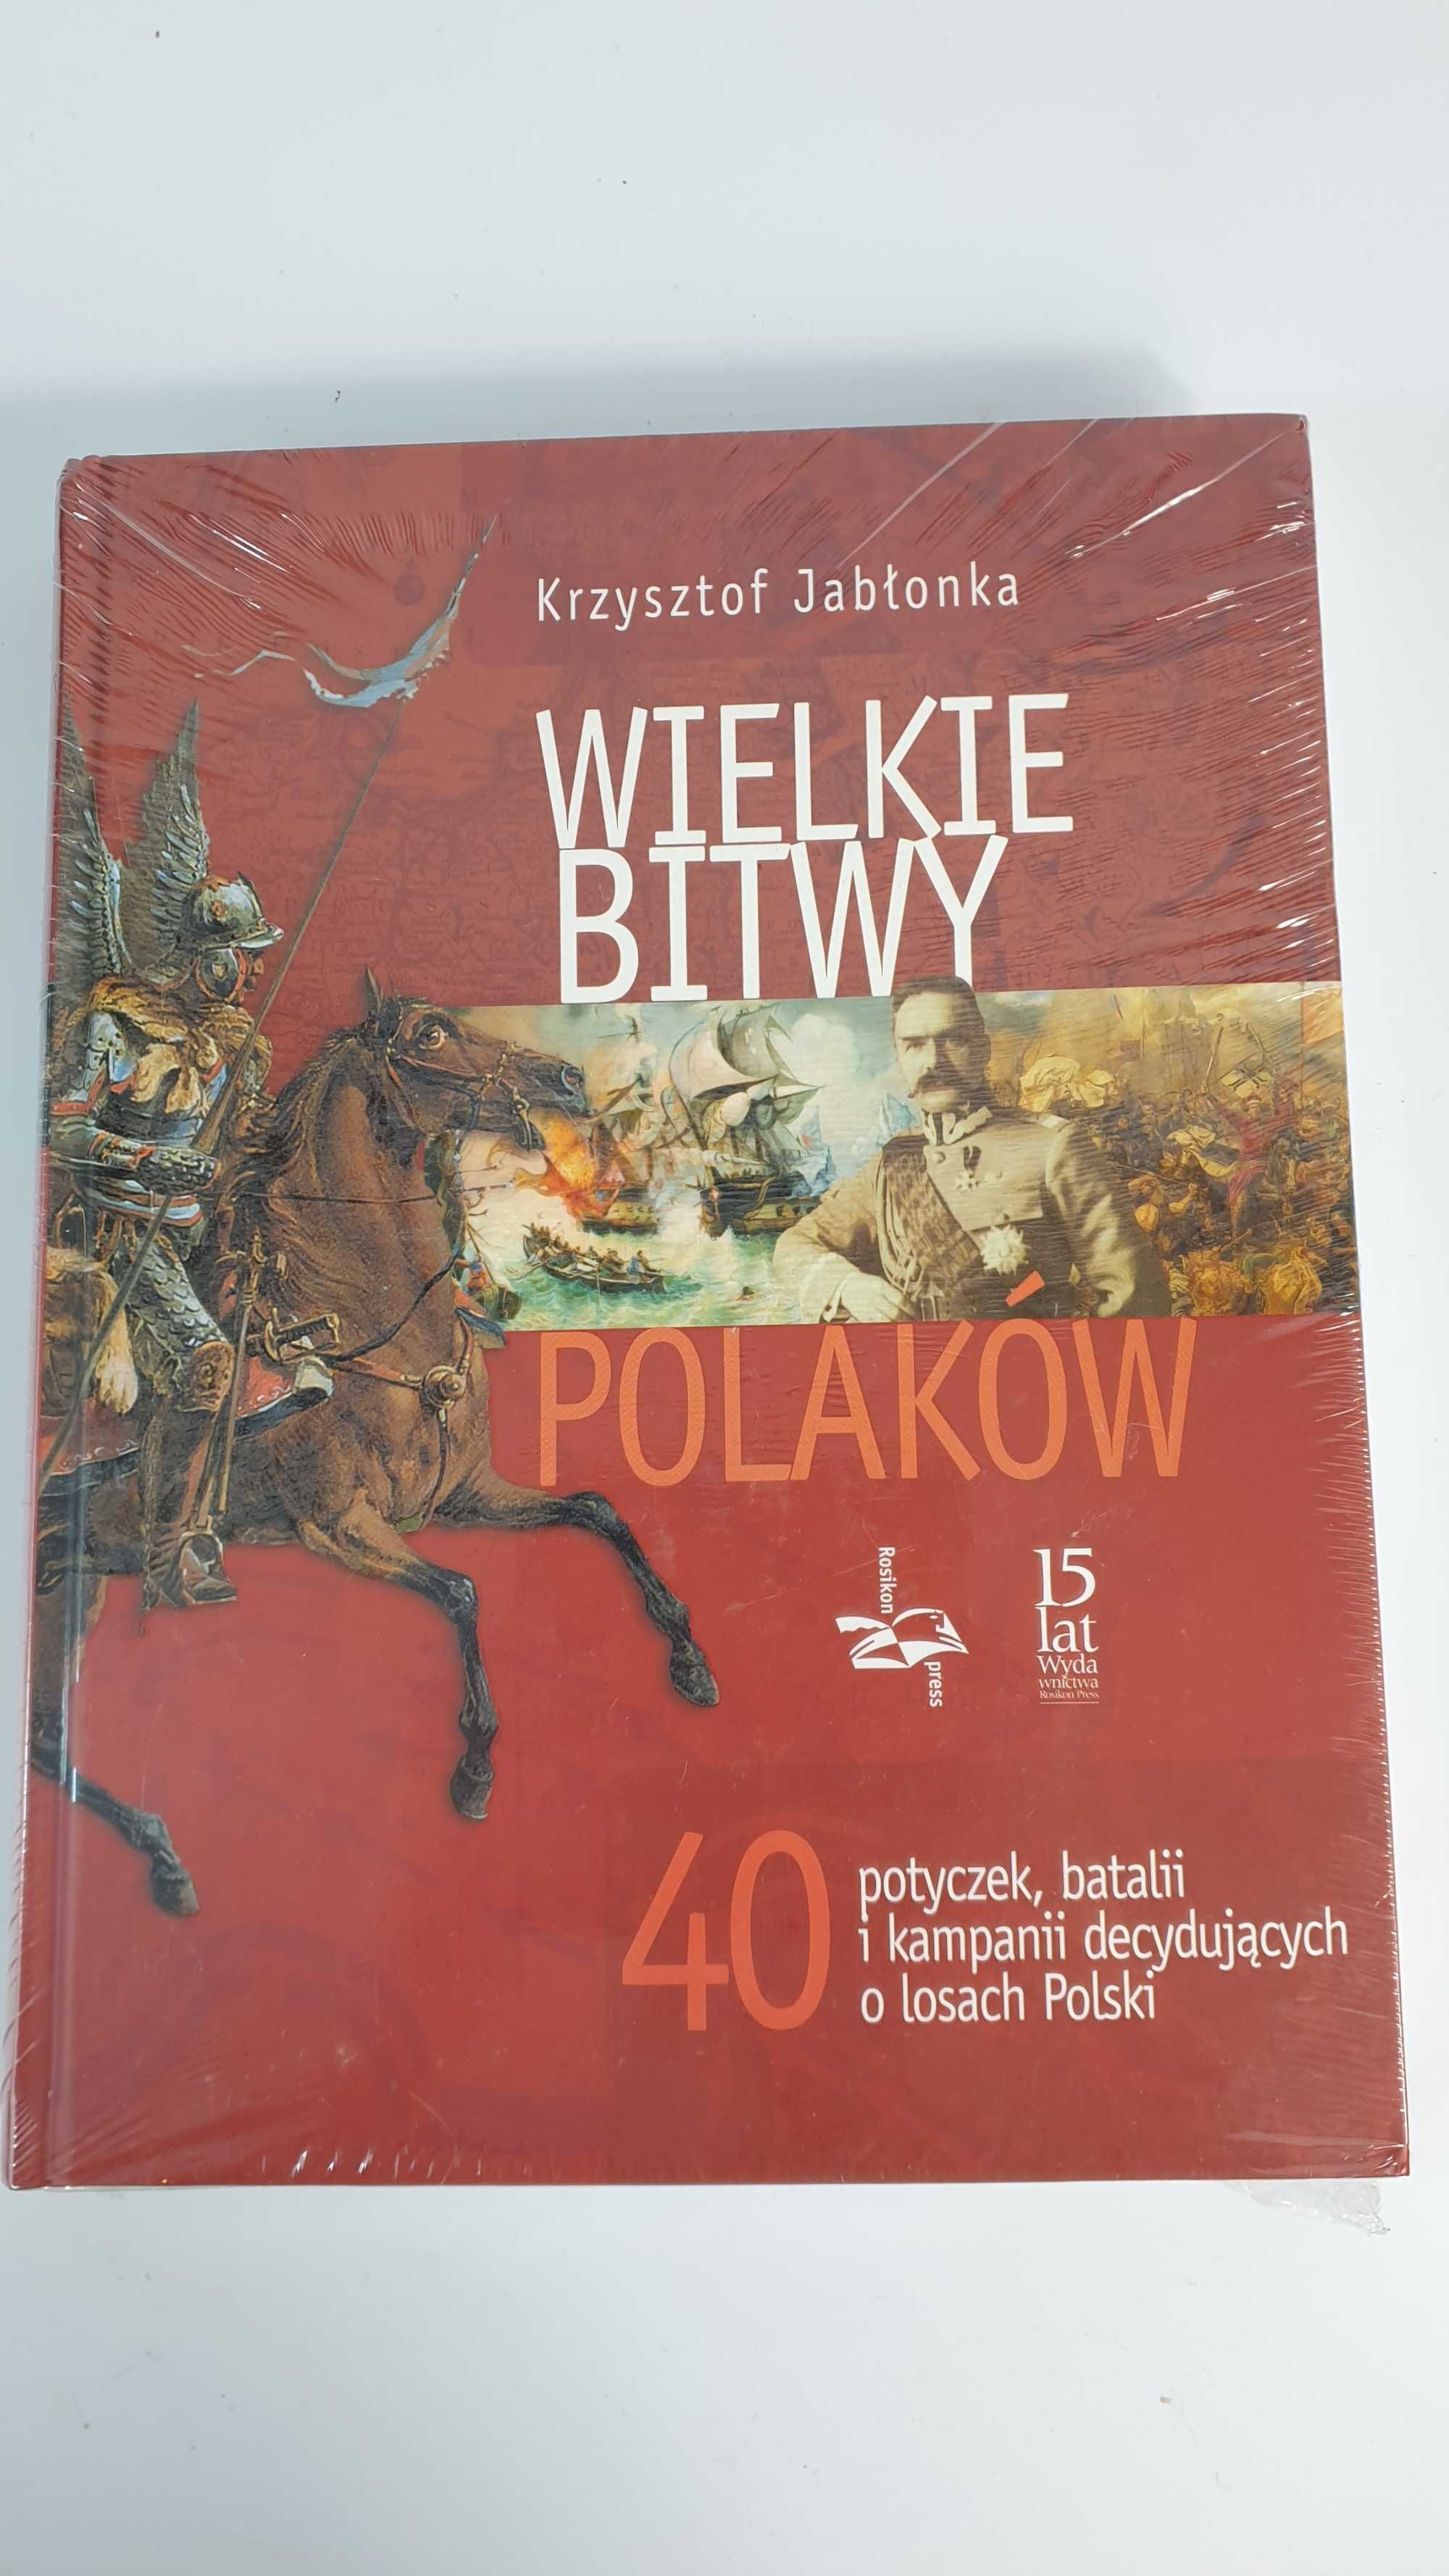 Krzysztof Jabłonka
WIELKIE
BITWY
POLAKÓW
Rosikon
press
15
lat
Wyda
wnictwa
Rosikon Press
40
potyczek, batalii
i kampanii decydujących
o losach Polski